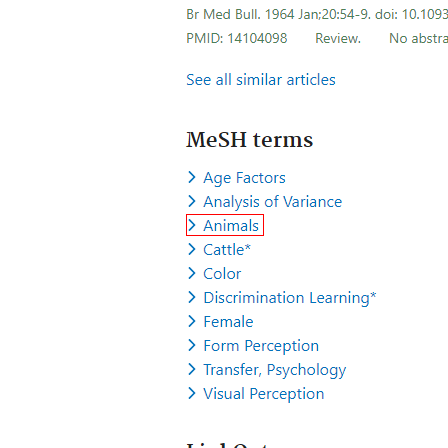 Br Med Bull. 1964 Jan;20:54-9. doi: 10.1093
PMID: 14104098 Review. No abstra
See all similar articles
MeSH terms
Age Factors
Analysis of Variance
Animals
Cattle*
Color
Discrimination Learning*
Female
Form Perception
Transfer, Psychology
Visual Perception